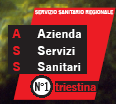 SERVIZIO SANITARIO REGIONALE
A Azienda
S Servizi
S Sanitari
N°1 triestina